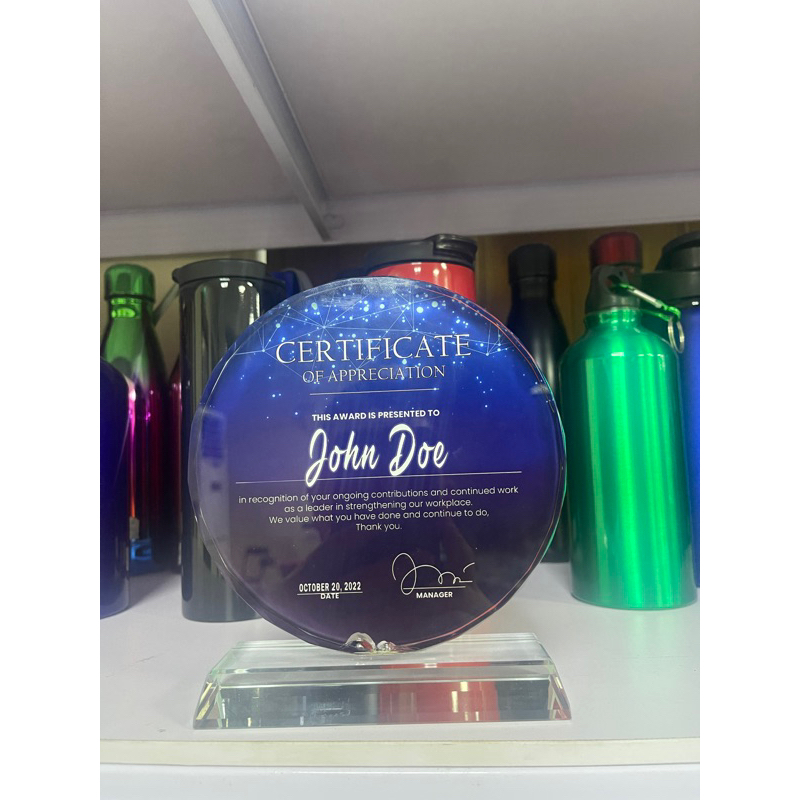 CERTIFICATE
OF APPRECIATION
THIS AWARD IS PRESENTED TO
John Doe
in recognition of your ongoing contributions and continued work
as a leader in strengthening our workplace.
We value what you have done and continue to do,
Thank you.
OCTOBER 20, 2022
DATE
MANAGER